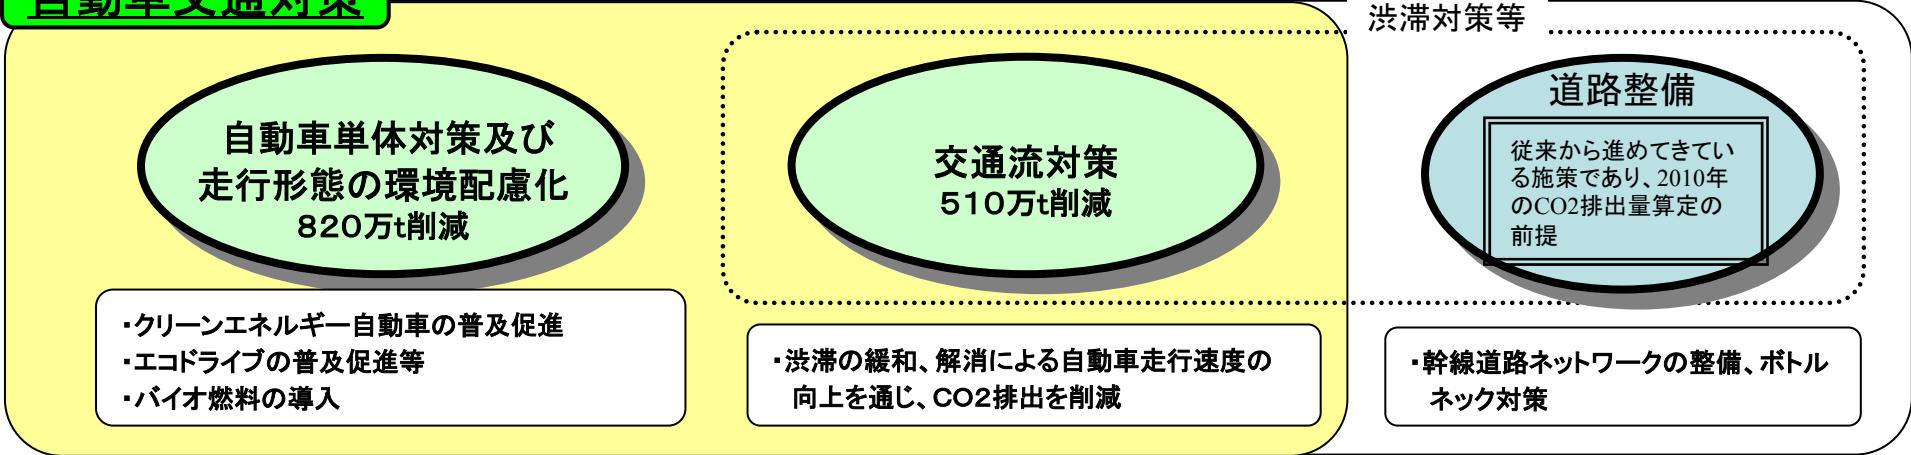 自動車交通対策
渋滞対策等
自動車単体対策及び
走行形態の環境配慮化
820万t削減
・クリーンエネルギー自動車の普及促進
・エコドライブの普及促進等
・バイオ燃料の導入
交通流対策
510万t削減
・渋滞の緩和、解消による自動車走行速度の
向上を通じ、CO2排出を削減
道路整備
従来から進めてきてい
る施策であり、2010年
のCO2排出量算定の
前提
・幹線道路ネットワークの整備、ボトル
ネック対策